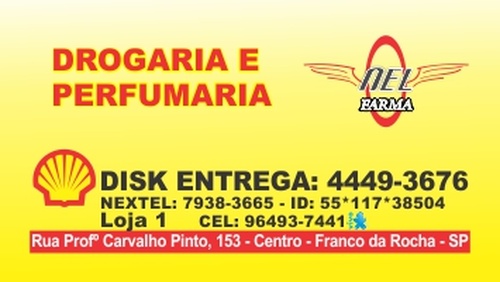 DROGARIA E
PERFUMARIA
NEL
FARMA
DISK ENTREGA: 4449-3676
NEXTEL: 7938-3665 - ID: 55*117*38504
Loja 1 CEL: 96493-7441
Rua Profº Carvalho Pinto, 153 - Centro - Franco da Rocha - SP